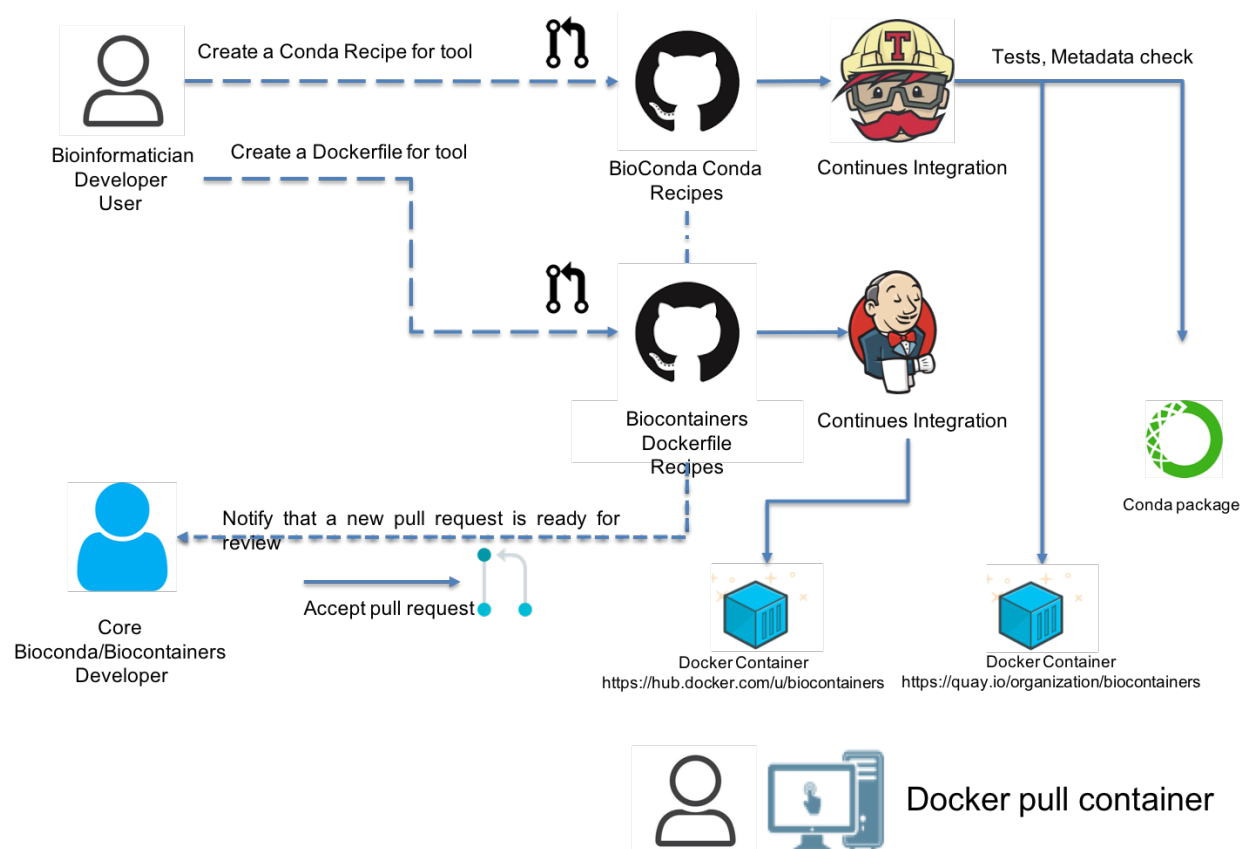 Create a Conda Recipe for tool
Tests, Metadata check
T
Bioinformatician
Developer
User
Create a Dockerfile for tool
BioConda Conda
Recipes
Continues Integration
Biocontainers
Dockerfile
Recipes
Continues Integration
Conda package
Notify that a new pull request is ready for
review
Accept pull request
Core
Bioconda/Biocontainers
Developer
Docker Container
https://hub.docker.com/u/biocontainers
Docker Container
https://quay.io/organization/biocontainers
Docker pull container